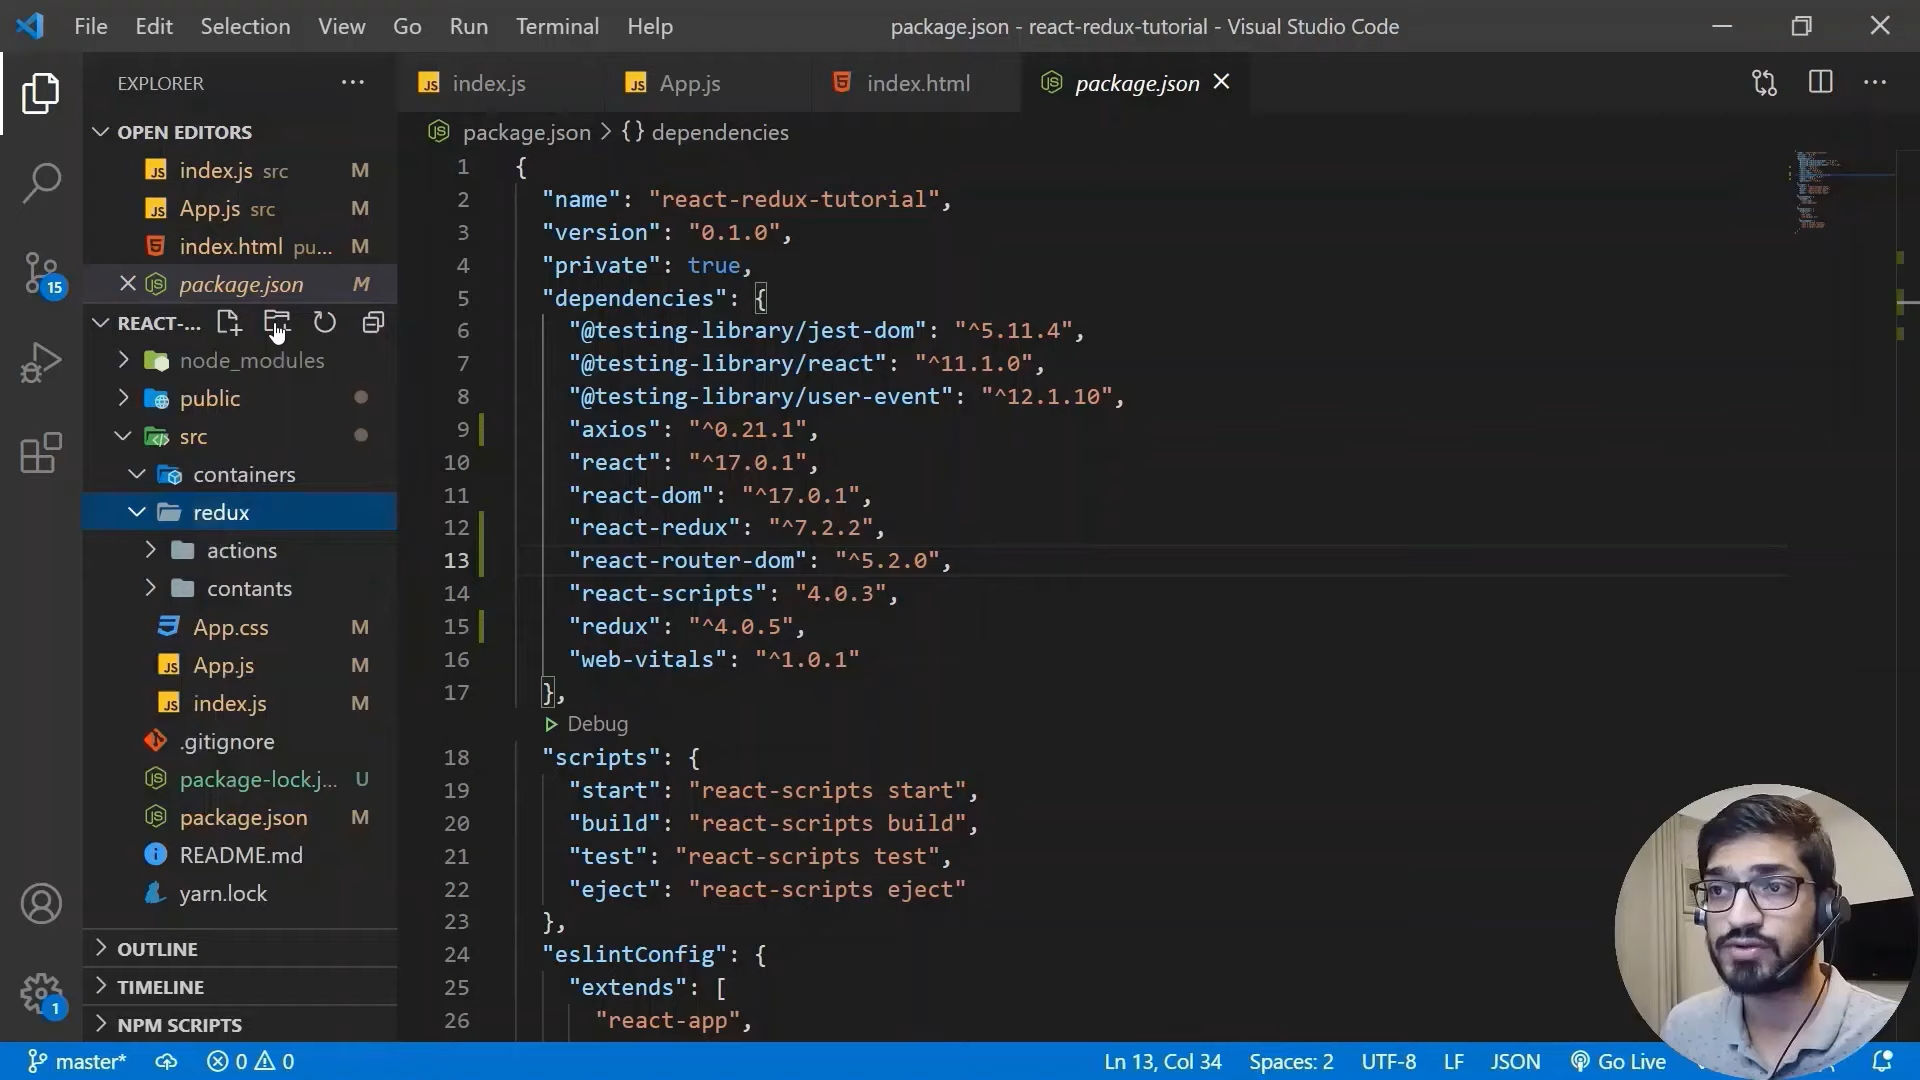 File Edit Selection View Go Run Terminal Help
package.json - react-redux-tutorial - Visual Studio Code
EXPLORER
index.js
App.js
index.html
package.json
OPEN EDITORS
index.js src M
App.js src M
index.html pu... M
package.json M
REACT-...
node_modules
public
src
containers
redux
actions
contants
App.css M
App.js M
index.js M
.gitignore
package-lock.j... U
package.json M
README.md
yarn.lock
OUTLINE
TIMELINE
NPM SCRIPTS
15
1
package.json > {} dependencies
1 {
2 "name": "react-redux-tutorial",
3 "version": "0.1.0",
4 "private": true,
5 "dependencies": {
6 "@testing-library/jest-dom": "^5.11.4",
7 "@testing-library/react": "^11.1.0",
8 "@testing-library/user-event": "^12.1.10",
9 "axios": "^0.21.1",
10 "react": "^17.0.1",
11 "react-dom": "^17.0.1",
12 "react-redux": "^7.2.2",
13 "react-router-dom": "^5.2.0",
14 "react-scripts": "4.0.3",
15 "redux": "^4.0.5",
16 "web-vitals": "^1.0.1"
17 },
Debug
18 "scripts": {
19 "start": "react-scripts start",
20 "build": "react-scripts build",
21 "test": "react-scripts test",
22 "eject": "react-scripts eject"
23 },
24 "eslintConfig": {
25 "extends": [
26 "react-app",
master* 0 0
Ln 13, Col 34 Spaces: 2 UTF-8 LF JSON Go Live